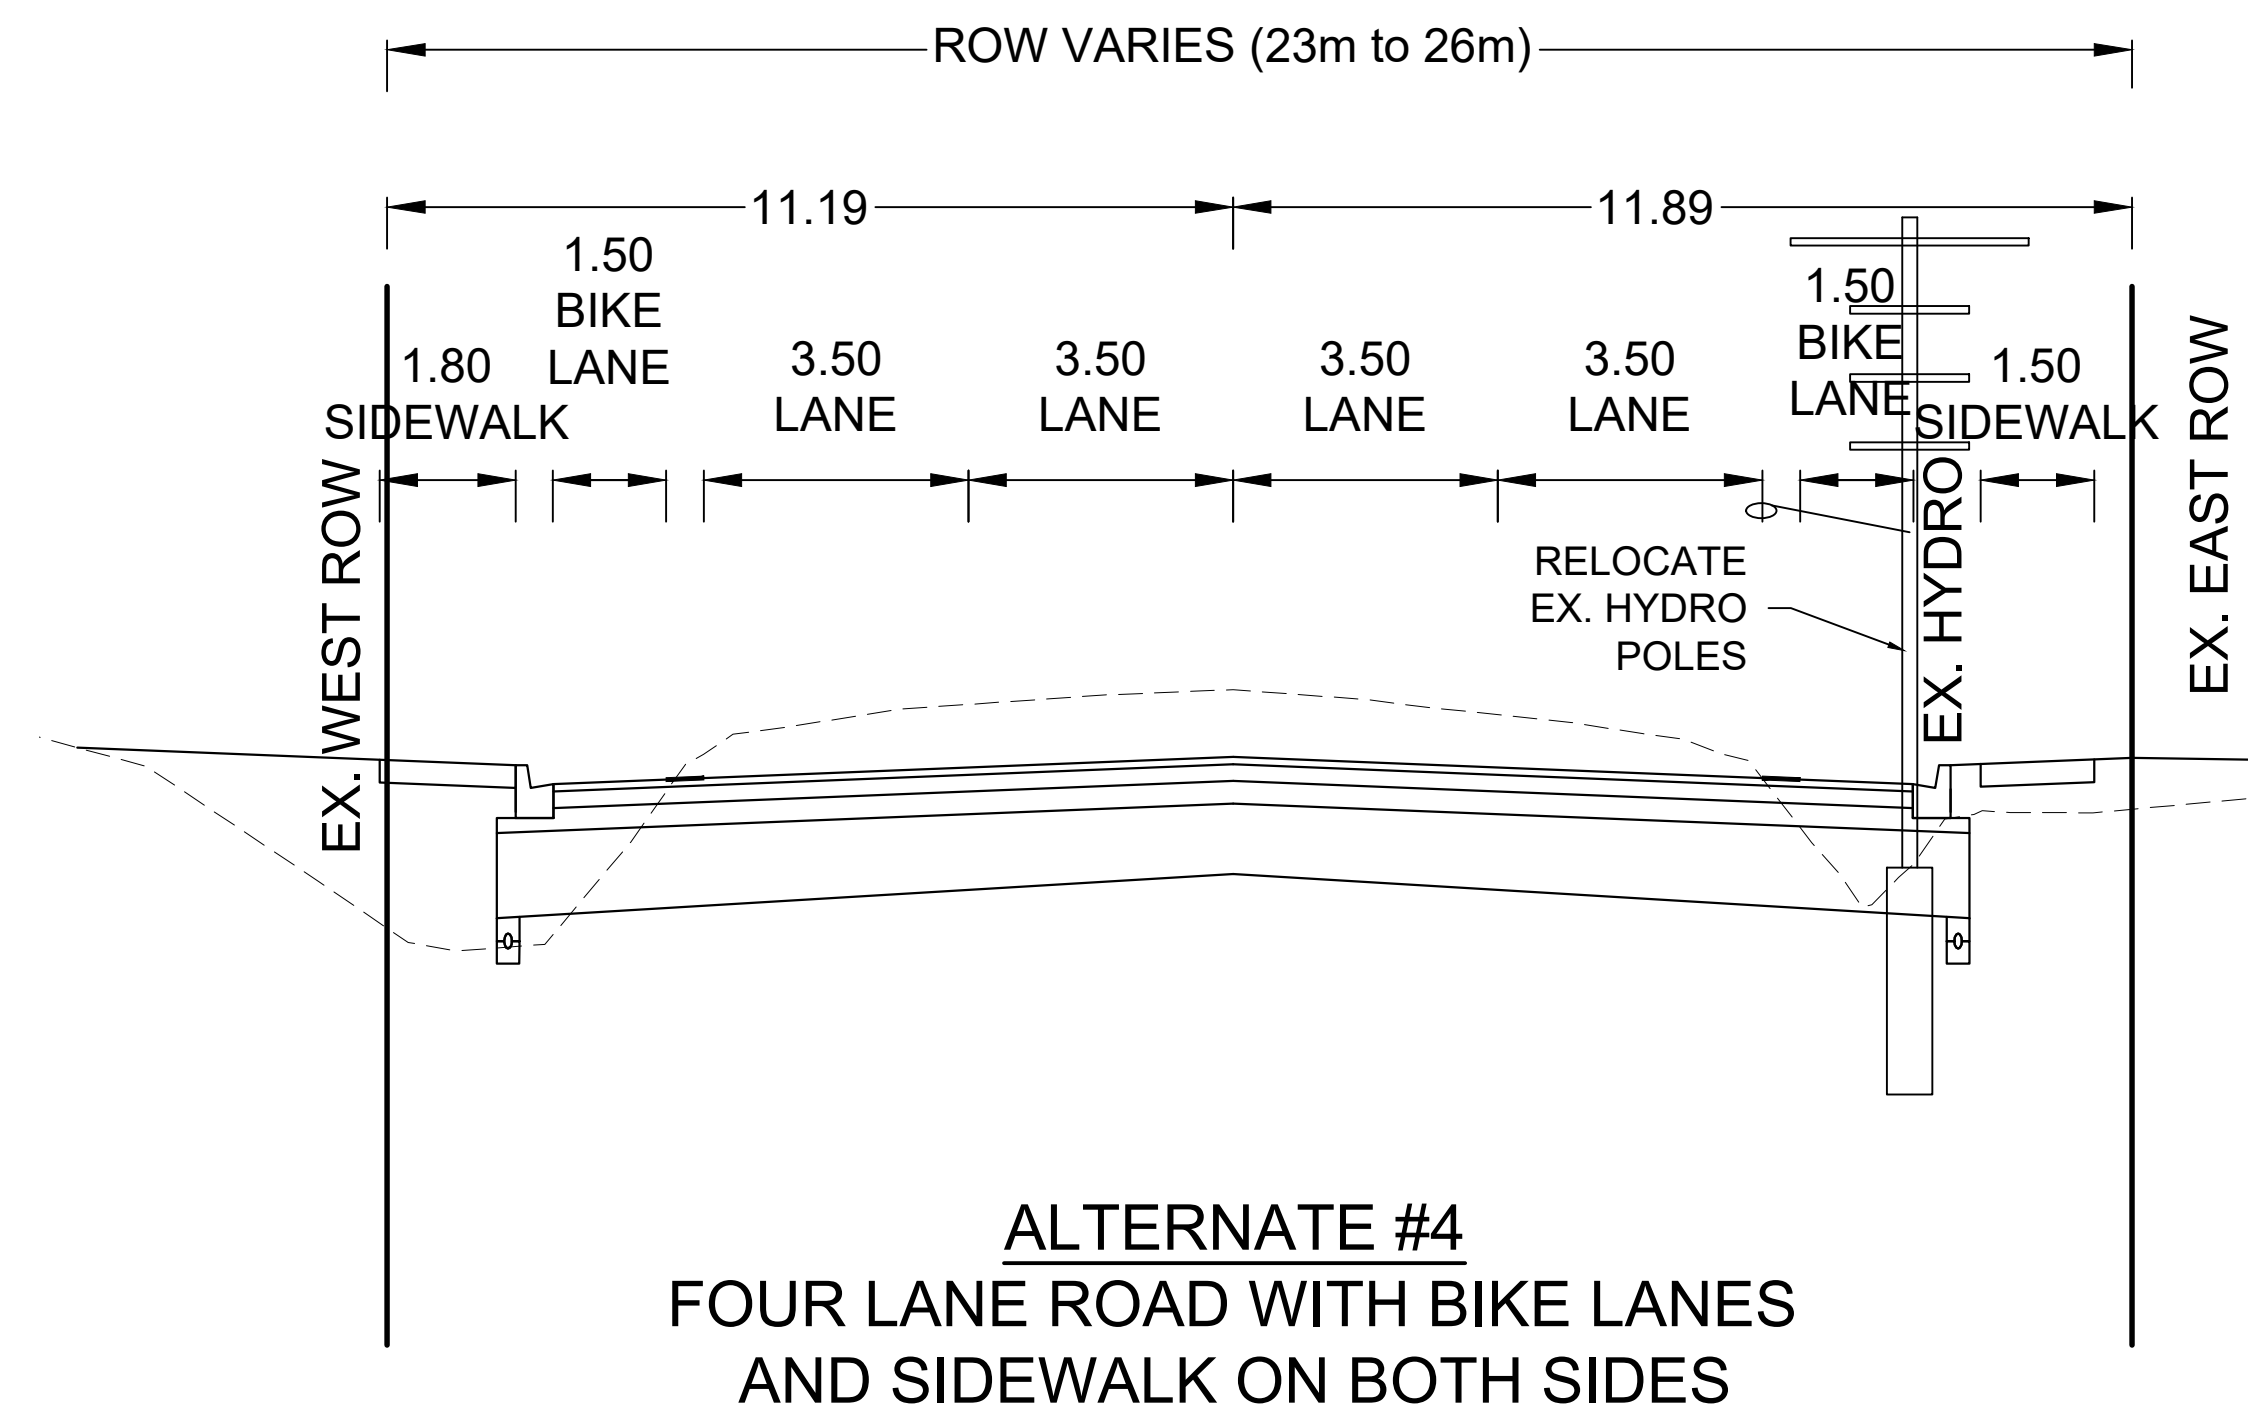 ROW VARIES (23m to 26m)
11.19
11.89
1.80
SIDEWALK
1.50
BIKE
LANE
3.50
LANE
3.50
LANE
3.50
LANE
3.50
LANE
1.50
BIKE
LANE
1.50
SIDEWALK
EX. WEST ROW
RELOCATE
EX. HYDRO
POLES
EX. HYDRO
EX. EAST ROW
ALTERNATE #4
FOUR LANE ROAD WITH BIKE LANES
AND SIDEWALK ON BOTH SIDES